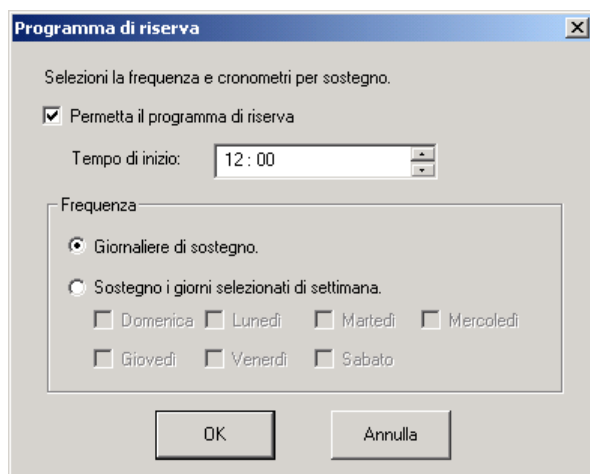 Programma di riserva
Selezioni la frequenza e cronometri per sostegno.
Permetta il programma di riserva
Tempo di inizio: 12 : 00
Frequenza
Giornaliere di sostegno.
Sostegno i giorni selezionati di settimana.
Domenica Lunedì Martedì Mercoledì
Giovedì Venerdì Sabato
OK Annulla